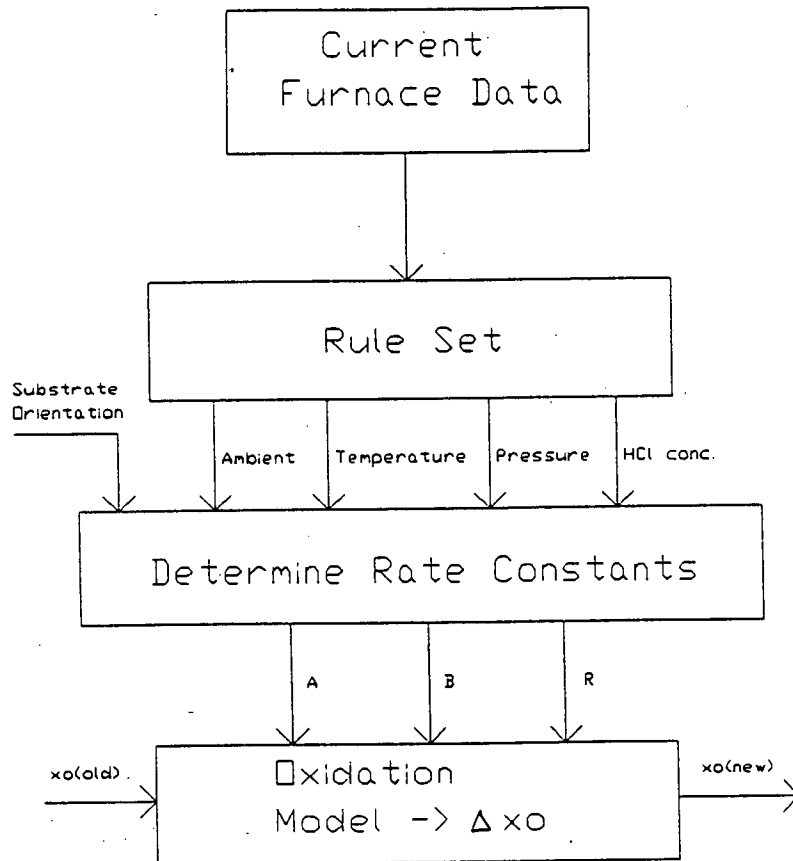 Current
Furnace Data
Rule Set
Substrate
Orientation
Ambient
Temperature
Pressure
HCl conc.
Determine Rate Constants
A
B
R
xo(old).
Oxidation
Model -> Δxo
xo(new)